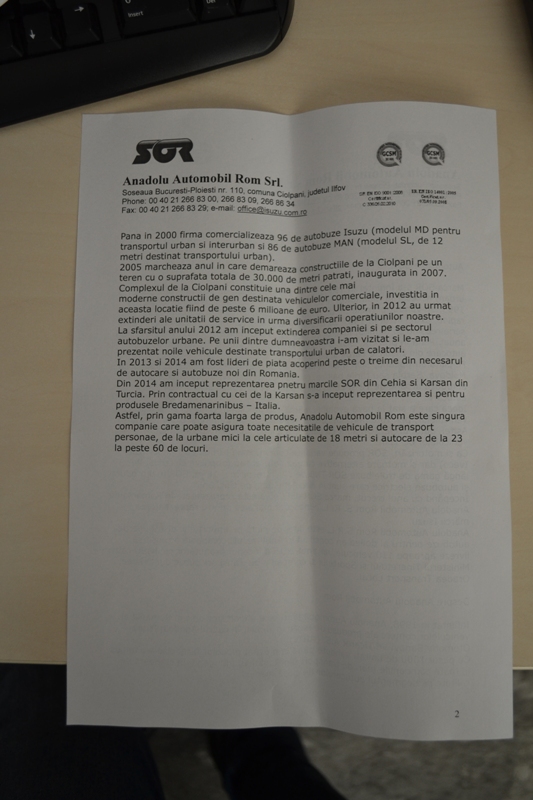 Insert
SOR
Anadolu Automobil Rom Srl.
Soseaua Bucuresti-Ploiesti nr. 110, comuna Ciolpani, judetul Ilfov
Phone: 00 40 21 266 83 00, 266 83 09, 266 86 34
Fax: 00 40 21 266 83 29; e-mail: office@isuzu.com.ro
Pana in 2000 firma comercializeaza 96 de autobuze Isuzu (modelul MD pentru
transportul urban si interurban si 86 de autobuze MAN (modelul SL, de 12
metri destinat transportului urban).
2005 marcheaza anul in care demareaza constructiile de la Ciolpani pe un
teren cu o suprafata totala de 30.000 de metri patrati, inaugurata in 2007.
Complexul de la Ciolpani constituie una dintre cele mai
moderne constructii de gen destinata vehiculelor comerciale, investitia in
aceasta locatie fiind de peste 6 milioane de euro. Ulterior, in 2012 au urmat
extinderi ale unitatii de service in urma diversificarii operatiunilor noastre.
La sfarsitul anului 2012 am inceput extinderea companiei si pe sectorul
autobuzelor urbane. Pe unii dintre dumneavoastra i-am vizitat si le-am
prezentat noile vehicule destinate transportului urban de calatori.
In 2013 si 2014 am fost lideri de piata acoperind peste o treime din necesarul
de autocare si autobuze noi din Romania.
Din 2014 am inceput reprezentarea pnetru marcile SOR din Cehia si Karsan din
Turcia. Prin contractual cu cei de la Karsan s-a inceput reprezentarea si pentru
produsele Bredamenarinibus – Italia.
Astfel, prin gama foarta larga de produs, Anadolu Automobil Rom este singura
companie care poate asigura toate necesitatile de vehicule de transport
personae, de la urbane mici la cele articulate de 18 metri si autocare de la 23
la peste 60 de locuri.
2